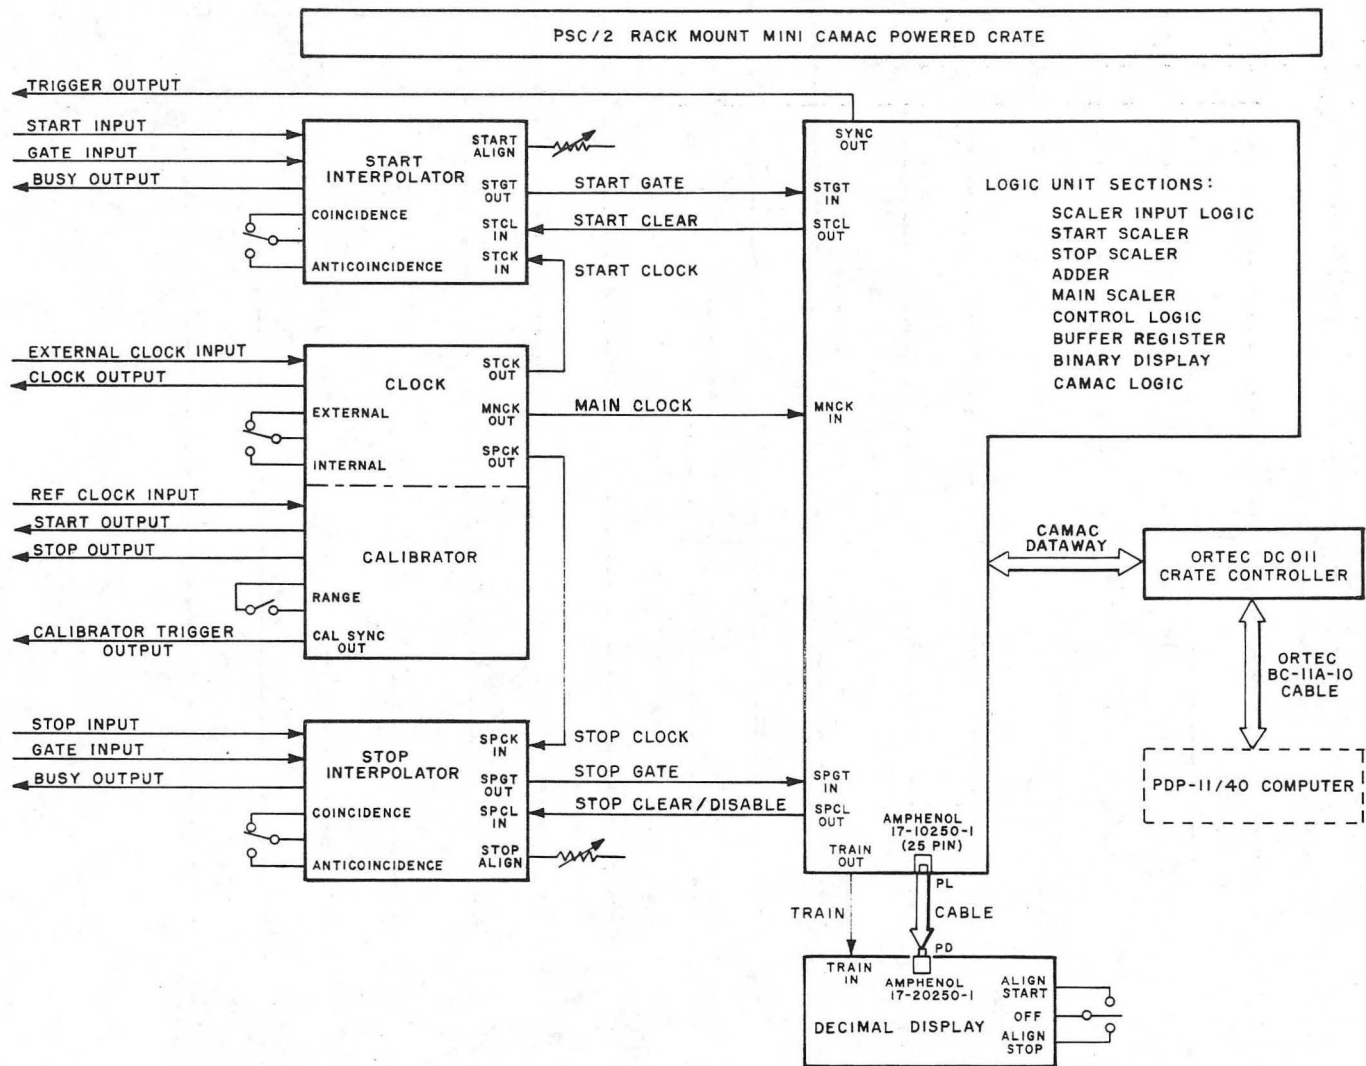 PSC/2 RACK MOUNT MINI CAMAC POWERED CRATE
TRIGGER OUTPUT
START INPUT
GATE INPUT
BUSY OUTPUT
START
INTERPOLATOR
COINCIDENCE
ANTICOINCIDENCE
START
ALIGN
STGT
OUT
STCL
IN
STCK
IN
START GATE
START CLEAR
START CLOCK
SYNC
OUT
STGT
IN
STCL
OUT
LOGIC UNIT SECTIONS:
SCALER INPUT LOGIC
START SCALER
STOP SCALER
ADDER
MAIN SCALER
CONTROL LOGIC
BUFFER REGISTER
BINARY DISPLAY
CAMAC LOGIC
EXTERNAL CLOCK INPUT
CLOCK OUTPUT
CLOCK
EXTERNAL
INTERNAL
STCK
OUT
MNCK
OUT
SPCK
OUT
MAIN CLOCK
MNCK
IN
REF CLOCK INPUT
START OUTPUT
STOP OUTPUT
CALIBRATOR
RANGE
CALIBRATOR TRIGGER
OUTPUT
CAL SYNC
OUT
CAMAC
DATAWAY
ORTEC DC 011
CRATE CONTROLLER
ORTEC
BC-11A-10
CABLE
PDP-11/40 COMPUTER
STOP INPUT
GATE INPUT
BUSY OUTPUT
STOP
INTERPOLATOR
COINCIDENCE
ANTICOINCIDENCE
SPCK
IN
SPGT
OUT
SPCL
IN
STOP
ALIGN
STOP CLOCK
STOP GATE
STOP CLEAR/DISABLE
SPGT
IN
SPCL
OUT
TRAIN
OUT
AMPHENOL
17-10250-1
(25 PIN)
PL
TRAIN
CABLE
PD
TRAIN
IN
AMPHENOL
17-20250-1
DECIMAL DISPLAY
ALIGN
START
OFF
ALIGN
STOP